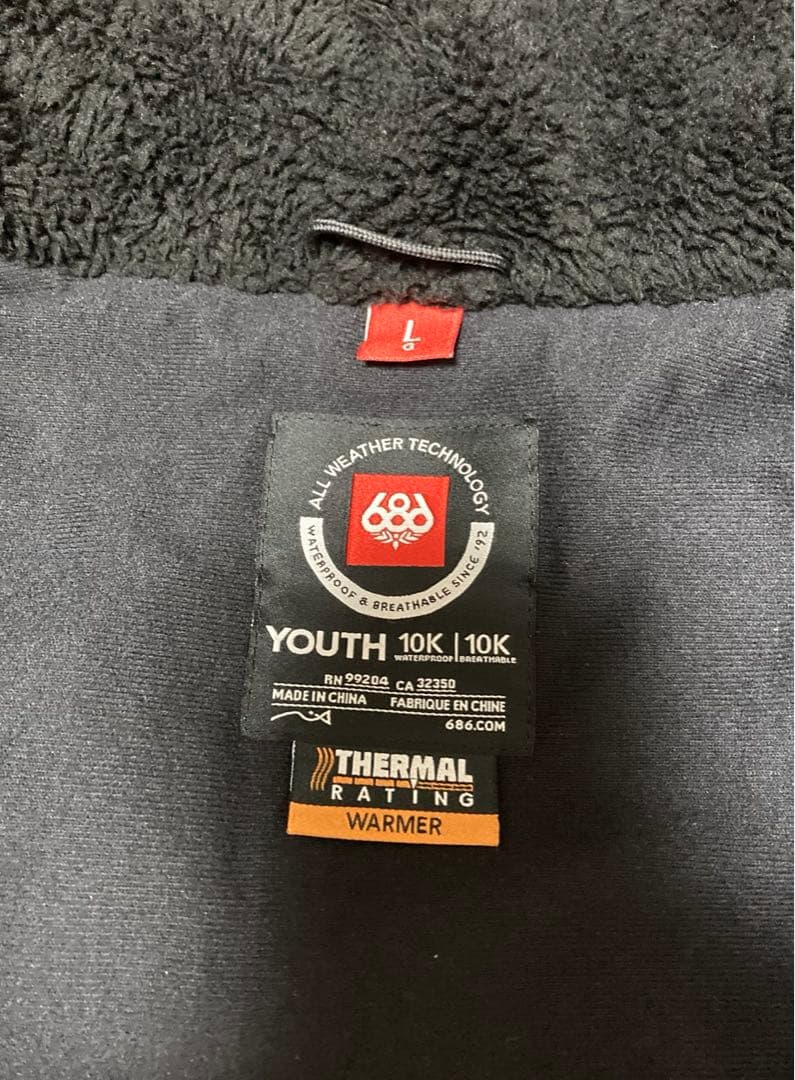 L
G
ALL WEATHER TECHNOLOGY
686
WATERPROOF & BREATHABLE SINCE '92
YOUTH 10K | 10K
WATERPROOF BREATHABLE
RN 99204 CA 32350
MADE IN CHINA FABRIQUE EN CHINE
686.COM
THERMAL
RATING
WARMER